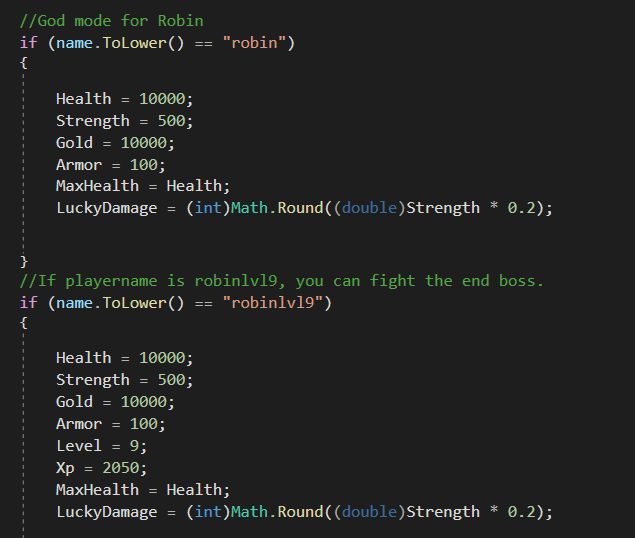 //God mode for Robin
if (name.ToLower() == "robin")
{
Health = 10000;
Strength = 500;
Gold = 10000;
Armor = 100;
MaxHealth = Health;
LuckyDamage = (int)Math.Round((double)Strength * 0.2);
}
//If playername is robinlvl9, you can fight the end boss.
if (name.ToLower() == "robinlvl9")
{
Health = 10000;
Strength = 500;
Gold = 10000;
Armor = 100;
Level = 9;
Xp = 2050;
MaxHealth = Health;
LuckyDamage = (int)Math.Round((double)Strength * 0.2);